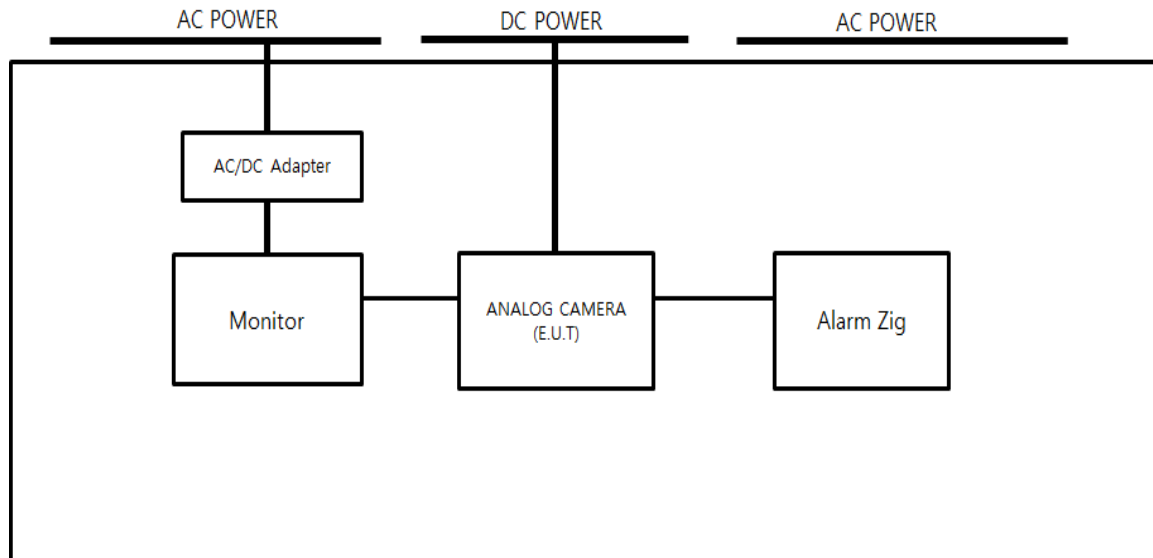 AC POWER
DC POWER
AC POWER
AC/DC Adapter
Monitor
ANALOG CAMERA
(E.U.T)
Alarm Zig